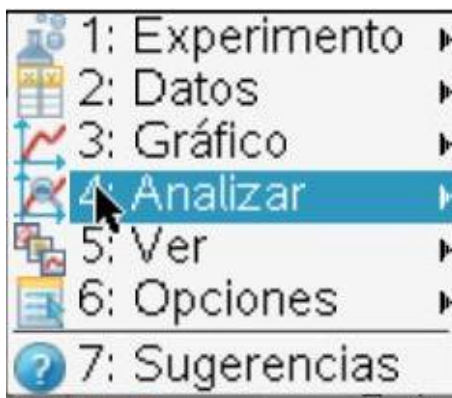 1: Experimento
2: Datos
3: Gráfico
4: Analizar
5: Ver
6: Opciones
7: Sugerencias